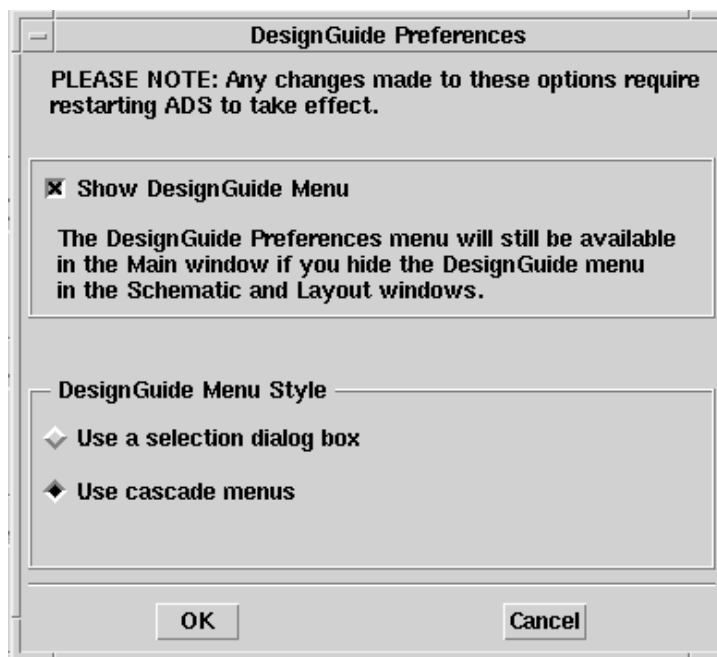 DesignGuide Preferences
PLEASE NOTE: Any changes made to these options require
restarting ADS to take effect.
Show DesignGuide Menu
The DesignGuide Preferences menu will still be available
in the Main window if you hide the DesignGuide menu
in the Schematic and Layout windows.
DesignGuide Menu Style
Use a selection dialog box
Use cascade menus
OK
Cancel